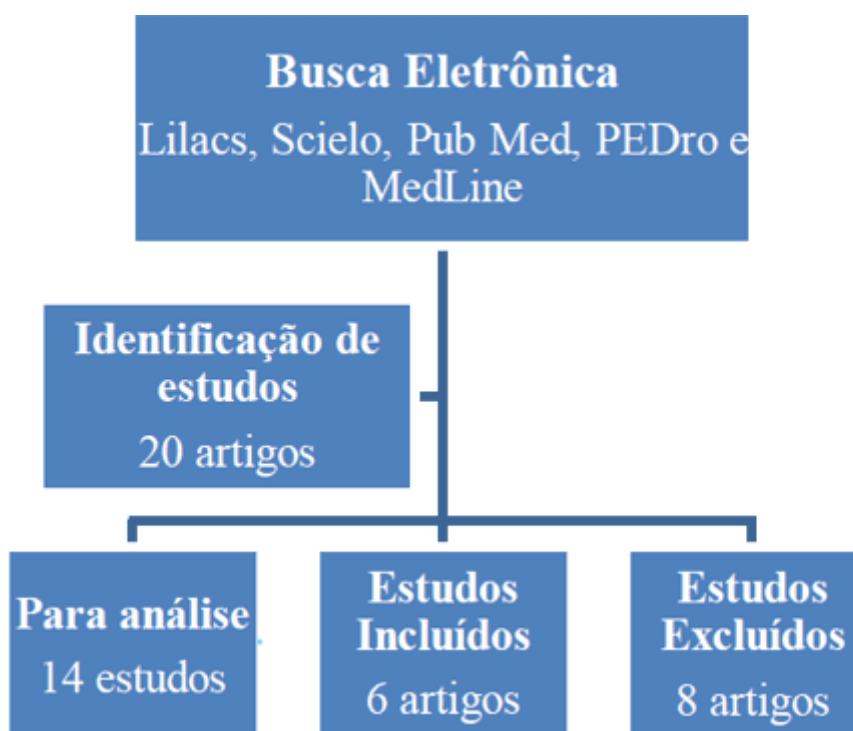 Busca Eletrônica
Lilacs, Scielo, Pub Med, PEDro e
MedLine
Identificação de
estudos
20 artigos
Para análise
14 estudos
Estudos
Incluídos
6 artigos
Estudos
Excluídos
8 artigos